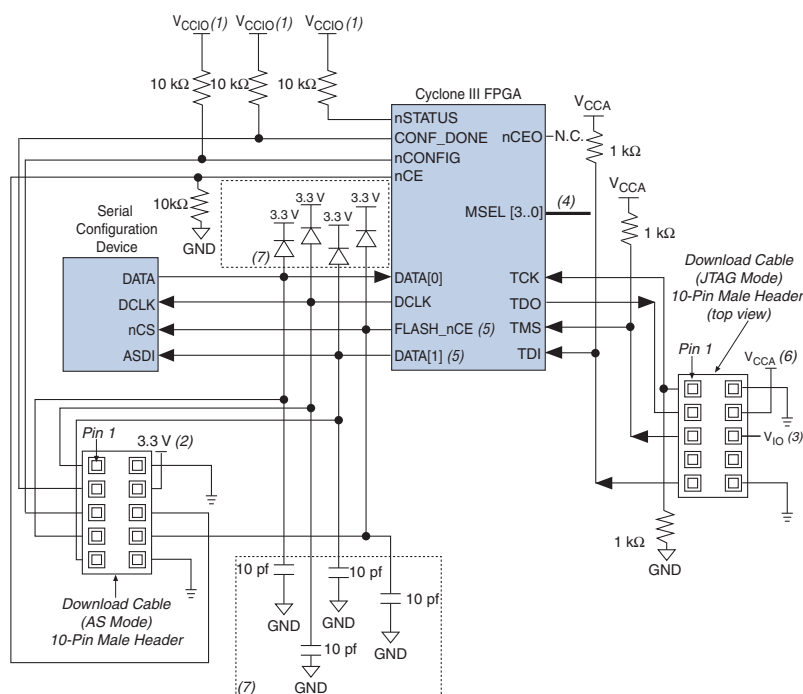 VCCIO (1) VCCIO (1) VCCIO (1)
10 kΩ 10 kΩ 10 kΩ
Cyclone III FPGA
nSTATUS
CONF_DONE
nCONFIG
nCE
nCEO
N.C.
MSEL [3..0]
(4)
VCCA
1 kΩ
VCCA
1 kΩ
10kΩ
GND
3.3 V
3.3 V
3.3 V
3.3 V
(7)
Serial
Configuration
Device
DATA
DCLK
nCS
ASDI
DATA[0]
DCLK
FLASH_nCE (5)
DATA[1] (5)
TCK
TDO
TMS
TDI
Download Cable
(JTAG Mode)
10-Pin Male Header
(top view)
Pin 1
VCCA (6)
VIO (3)
1 kΩ
GND
Pin 1
3.3 V (2)
Download Cable
(AS Mode)
10-Pin Male Header
10 pf
GND
10 pf
GND
10 pf
GND
10 pf
GND
(7)